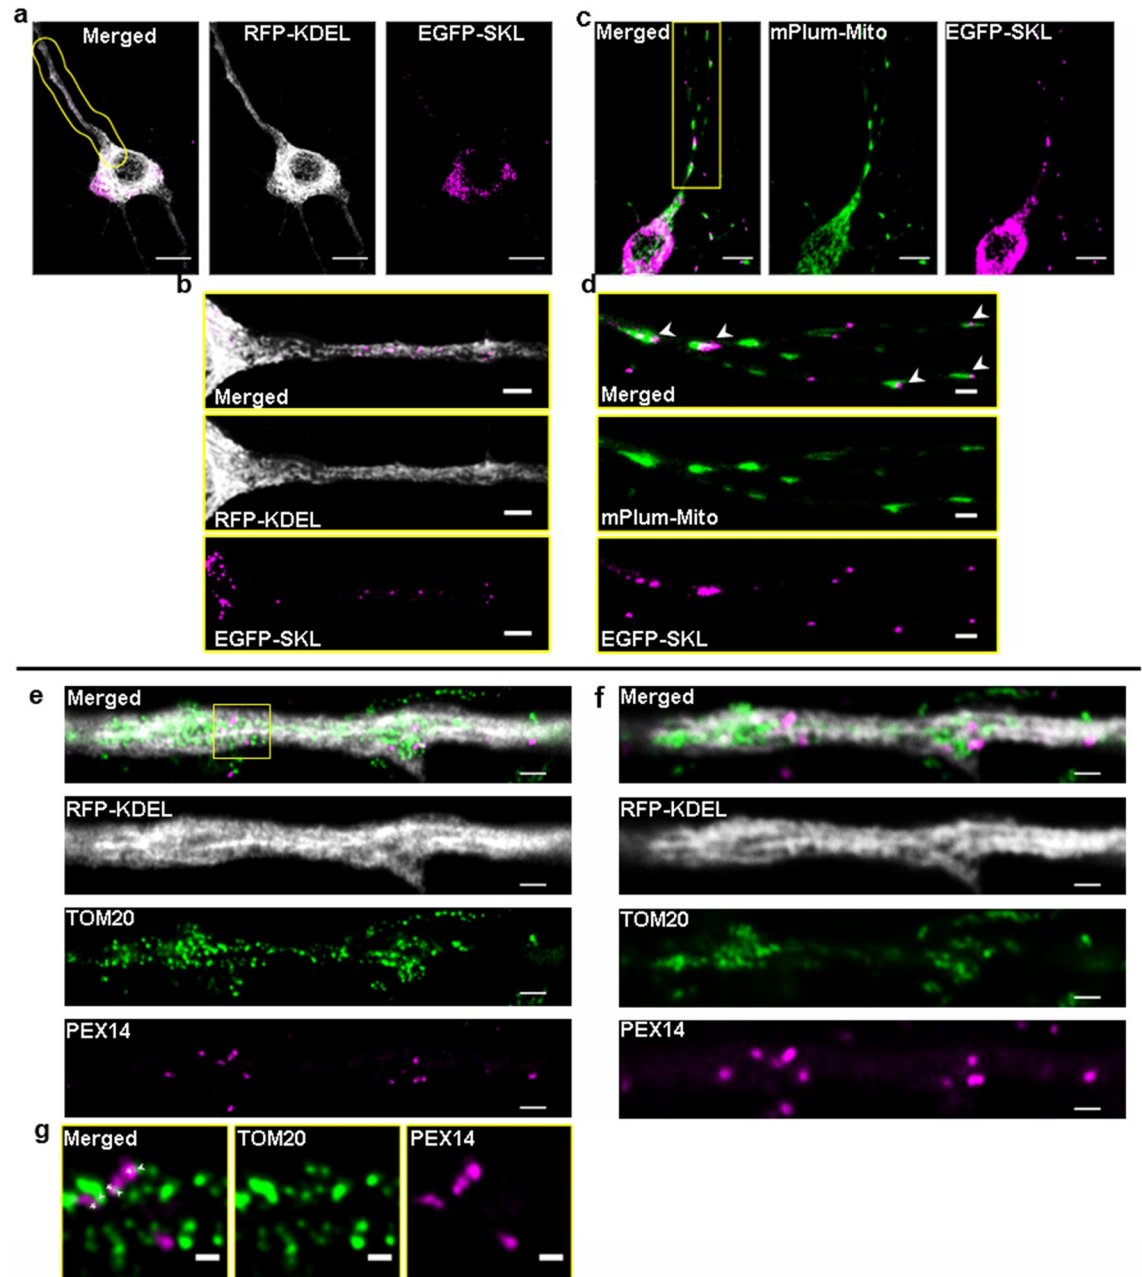 a
Merged
RFP-KDEL
EGFP-SKL
c
Merged
mPlum-Mito
EGFP-SKL
b
Merged
RFP-KDEL
EGFP-SKL
d
Merged
mPlum-Mito
EGFP-SKL
e
Merged
RFP-KDEL
TOM20
PEX14
f
Merged
RFP-KDEL
TOM20
PEX14
g
Merged
TOM20
PEX14